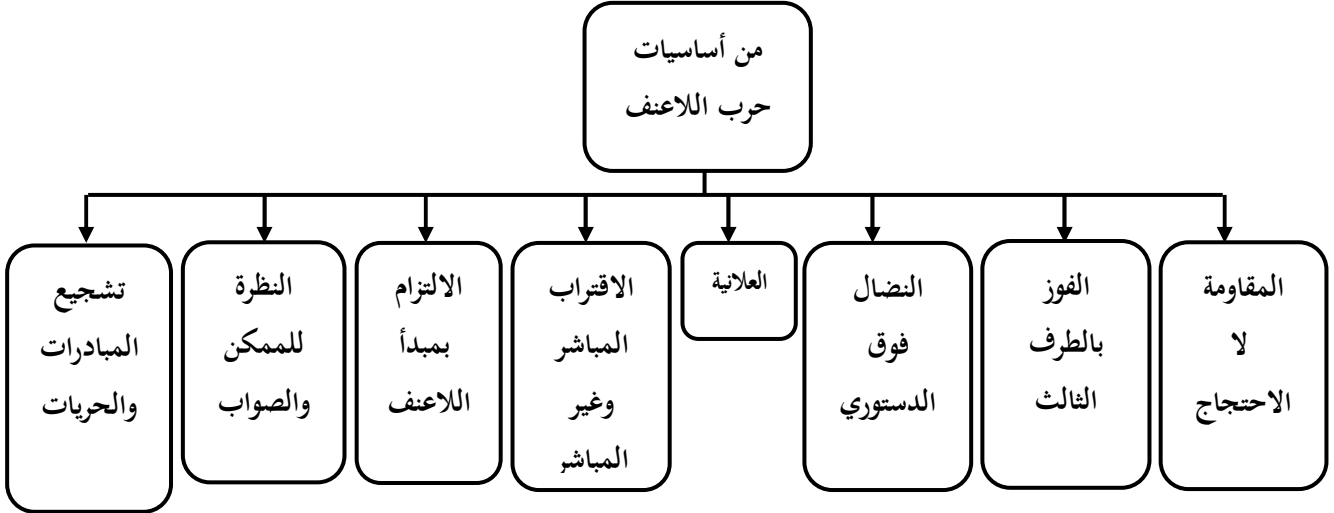 من أساسيات
حرب اللاعنف
المقاومة
لا
الاحتجاج
الفوز
بالطرف
الثالث
النضال
فوق
الدستوري
العلانية
الاقتراب
المباشر
وغير
المباشر
الالتزام
بمبدأ
اللاعنف
النظرة
للممكن
والصواب
تشجيع
المبادرات
والحريات